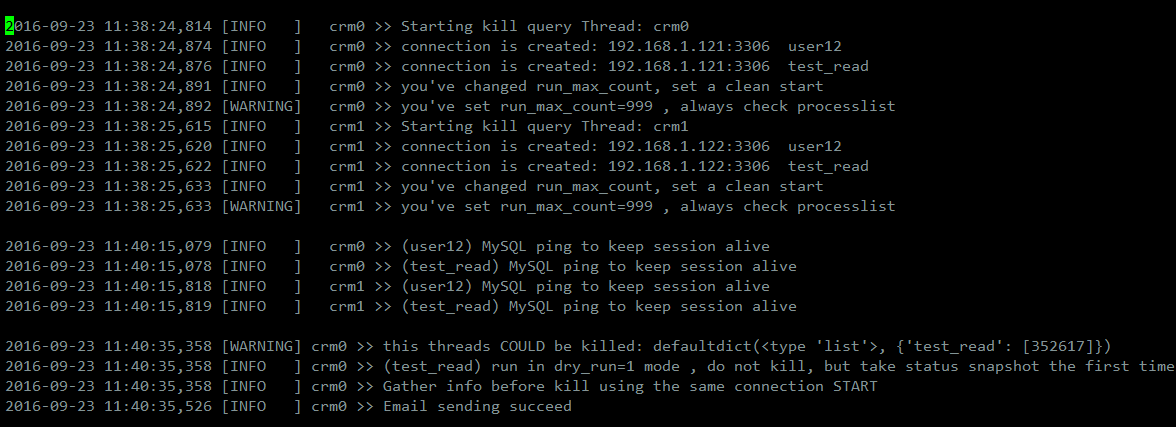 2016-09-23 11:38:24,814 [INFO   ]   crm0 >> Starting kill query Thread: crm0
2016-09-23 11:38:24,874 [INFO   ]   crm0 >> connection is created: 192.168.1.121:3306  user12
2016-09-23 11:38:24,876 [INFO   ]   crm0 >> connection is created: 192.168.1.121:3306  test_read
2016-09-23 11:38:24,891 [INFO   ]   crm0 >> you've changed run_max_count, set a clean start
2016-09-23 11:38:24,892 [WARNING]   crm0 >> you've set run_max_count=999 , always check processlist
2016-09-23 11:38:25,615 [INFO   ]   crm1 >> Starting kill query Thread: crm1
2016-09-23 11:38:25,620 [INFO   ]   crm1 >> connection is created: 192.168.1.122:3306  user12
2016-09-23 11:38:25,622 [INFO   ]   crm1 >> connection is created: 192.168.1.122:3306  test_read
2016-09-23 11:38:25,633 [INFO   ]   crm1 >> you've changed run_max_count, set a clean start
2016-09-23 11:38:25,633 [WARNING]   crm1 >> you've set run_max_count=999 , always check processlist
2016-09-23 11:40:15,079 [INFO   ]   crm0 >> (user12) MySQL ping to keep session alive
2016-09-23 11:40:15,078 [INFO   ]   crm0 >> (test_read) MySQL ping to keep session alive
2016-09-23 11:40:15,818 [INFO   ]   crm1 >> (user12) MySQL ping to keep session alive
2016-09-23 11:40:15,819 [INFO   ]   crm1 >> (test_read) MySQL ping to keep session alive
2016-09-23 11:40:35,358 [WARNING] crm0 >> this threads COULD be killed: defaultdict(<type 'list'>, {'test_read': [352617]})
2016-09-23 11:40:35,358 [INFO   ] crm0 >> (test_read) run in dry_run=1 mode , do not kill, but take status snapshot the first time
2016-09-23 11:40:35,358 [INFO   ] crm0 >> Gather info before kill using the same connection START
2016-09-23 11:40:35,526 [INFO   ] crm0 >> Email sending succeed